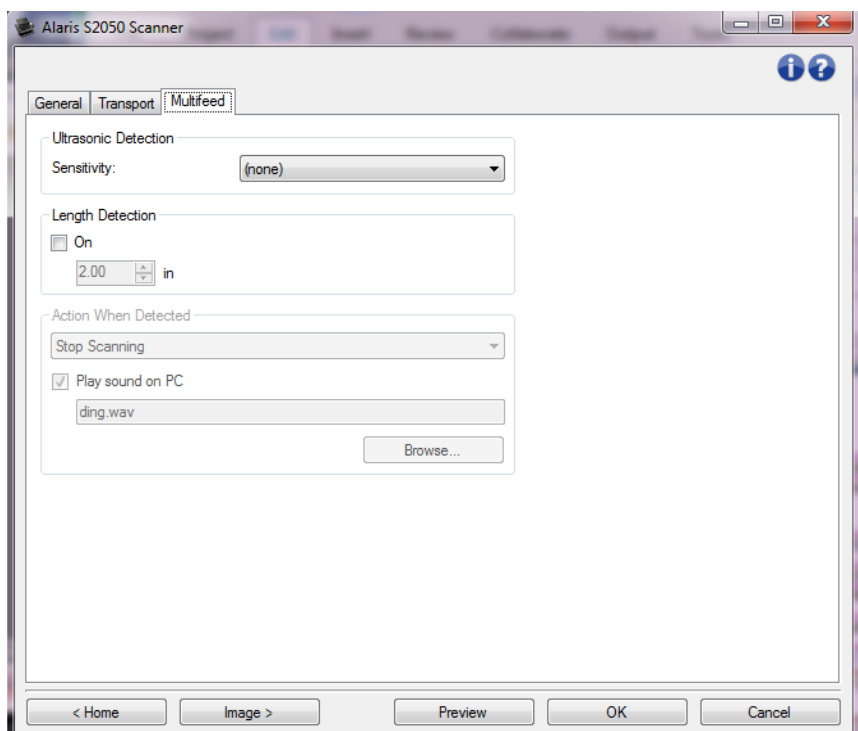 Alaris S2050 Scanner
General Transport Multifeed
Ultrasonic Detection
Sensitivity: (none)
Length Detection
On
2.00 in
Action When Detected
Stop Scanning
Play sound on PC
ding.wav
Browse...
< Home Image > Preview OK Cancel